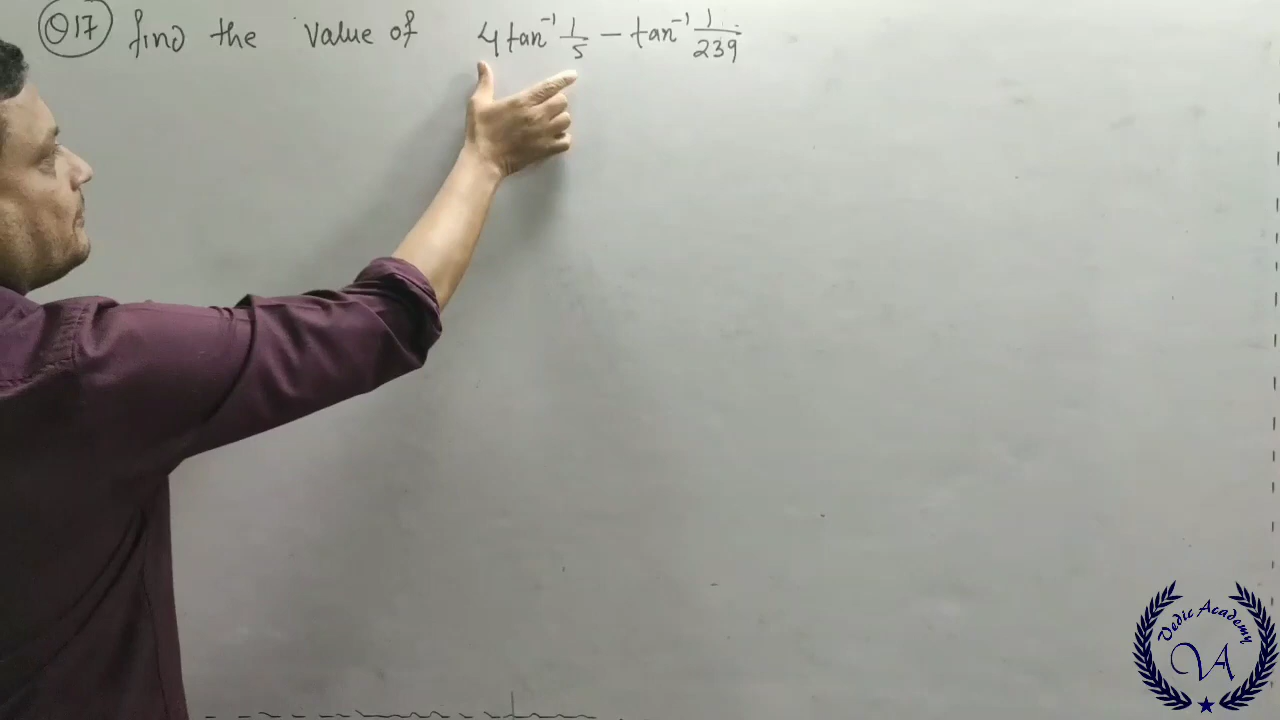 Q17 find the value of 4 tan⁻¹ 1/5 − tan⁻¹ 1/239
Vedic Academy
VA